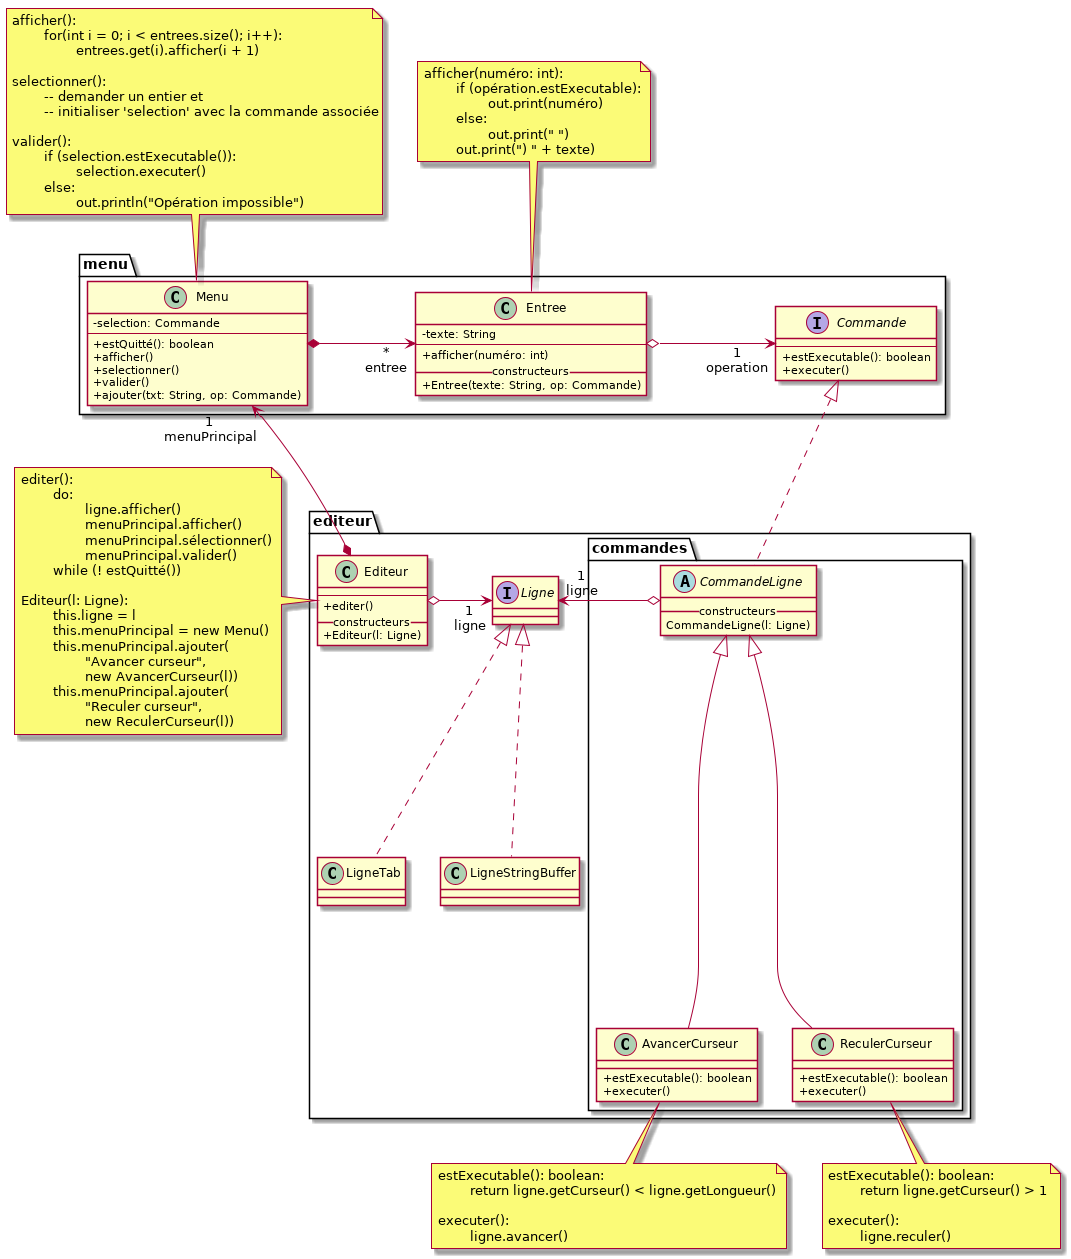 afficher():
for(int i = 0; i < entrees.size(); i++):
entrees.get(i).afficher(i + 1)
selectionner():
-- demander un entier et
-- initialiser 'selection' avec la commande associée
valider():
if (selection.estExecutable()):
selection.executer()
else:
out.println("Opération impossible")
afficher(numéro: int):
if (opération.estExecutable):
out.print(numéro)
else:
out.print(" ")
out.print(") " + texte)
menu
C Menu
-selection: Commande
+estQuitté(): boolean
+afficher()
+selectionner()
+valider()
+ajouter(txt: String, op: Commande)
*
entree
C Entree
-texte: String
+afficher(numéro: int)
constructeurs
+Entree(texte: String, op: Commande)
1
operation
I Commande
+estExecutable(): boolean
+executer()
1
menuPrincipal
editer():
do:
ligne.afficher()
menuPrincipal.afficher()
menuPrincipal.sélectionner()
menuPrincipal.valider()
while (! estQuitté())
Editeur(l: Ligne):
this.ligne = l
this.menuPrincipal = new Menu()
this.menuPrincipal.ajouter(
"Avancer curseur",
new AvancerCurseur(l))
this.menuPrincipal.ajouter(
"Reculer curseur",
new ReculerCurseur(l))
editeur
C Editeur
+editer()
constructeurs
+Editeur(l: Ligne)
1
ligne
I Ligne
1
ligne
commandes
A CommandeLigne
constructeurs
CommandeLigne(l: Ligne)
C LigneTab
C LigneStringBuffer
C AvancerCurseur
+estExecutable(): boolean
+executer()
C ReculerCurseur
+estExecutable(): boolean
+executer()
estExecutable(): boolean:
return ligne.getCurseur() < ligne.getLongueur()
executer():
ligne.avancer()
estExecutable(): boolean:
return ligne.getCurseur() > 1
executer():
ligne.reculer()